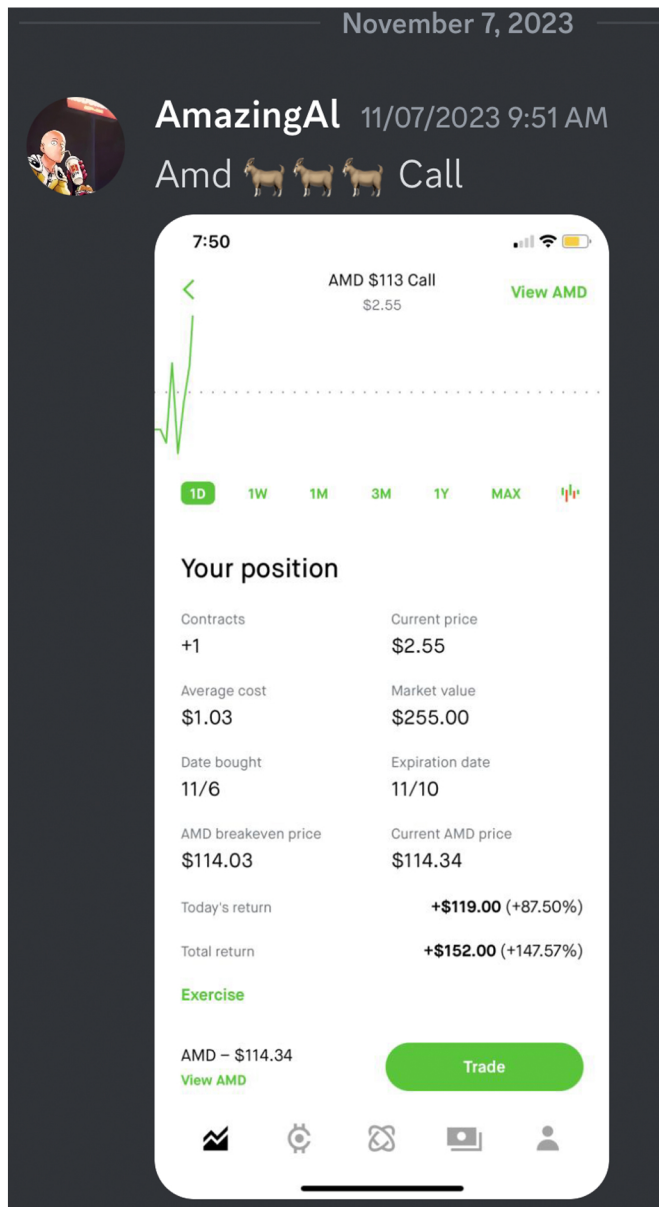 November 7, 2023
AmazingAl 11/07/2023 9:51 AM
Amd 🐐🐐🐐 Call
7:50
AMD $113 Call
$2.55
View AMD
1D 1W 1M 3M 1Y MAX
Your position
Contracts Current price
+1 $2.55
Average cost Market value
$1.03 $255.00
Date bought Expiration date
11/6 11/10
AMD breakeven price Current AMD price
$114.03 $114.34
Today's return +$119.00 (+87.50%)
Total return +$152.00 (+147.57%)
Exercise
AMD – $114.34
View AMD
Trade